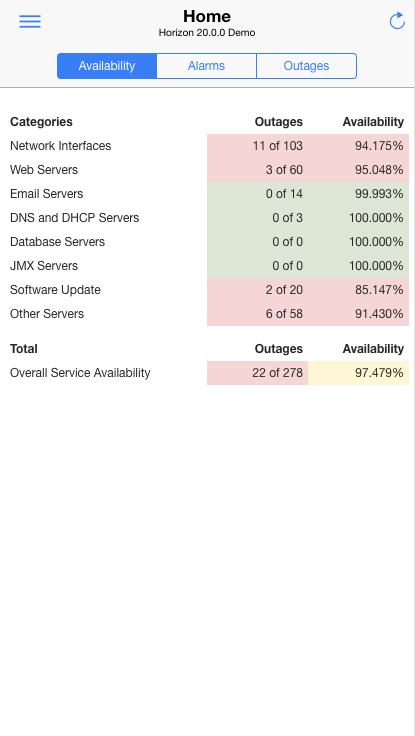 Home
Horizon 20.0.0 Demo
Availability Alarms Outages
Categories Outages Availability
Network Interfaces 11 of 103 94.175%
Web Servers 3 of 60 95.048%
Email Servers 0 of 14 99.993%
DNS and DHCP Servers 0 of 3 100.000%
Database Servers 0 of 0 100.000%
JMX Servers 0 of 0 100.000%
Software Update 2 of 20 85.147%
Other Servers 6 of 58 91.430%
Total Outages Availability
Overall Service Availability 22 of 278 97.479%